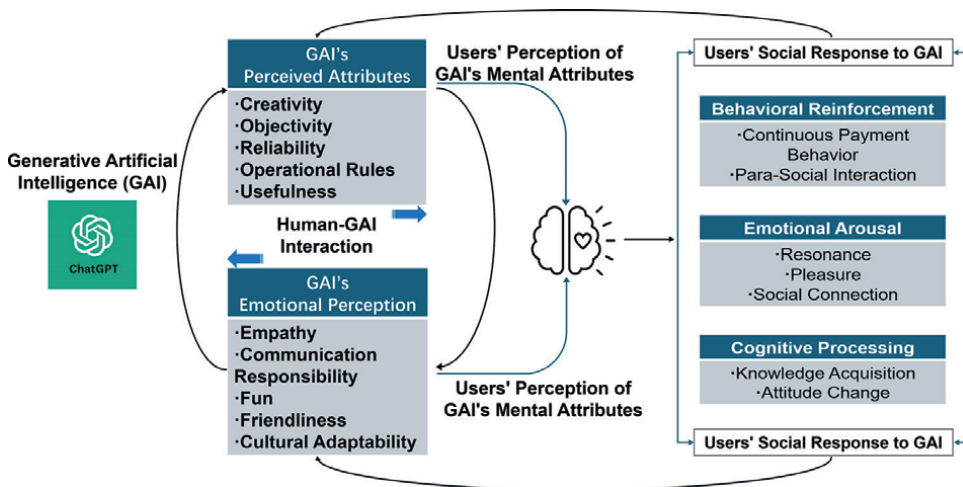 Generative Artificial
Intelligence (GAI)
ChatGPT
GAI's
Perceived Attributes
·Creativity
·Objectivity
·Reliability
·Operational Rules
·Usefulness
Human-GAI
Interaction
GAI's
Emotional Perception
·Empathy
·Communication
Responsibility
·Fun
·Friendliness
·Cultural Adaptability
Users' Perception of
GAI's Mental Attributes
Users' Perception of
GAI's Mental Attributes
Users' Social Response to GAI
Behavioral Reinforcement
·Continuous Payment
Behavior
·Para-Social Interaction
Emotional Arousal
·Resonance
·Pleasure
·Social Connection
Cognitive Processing
·Knowledge Acquisition
·Attitude Change
Users' Social Response to GAI